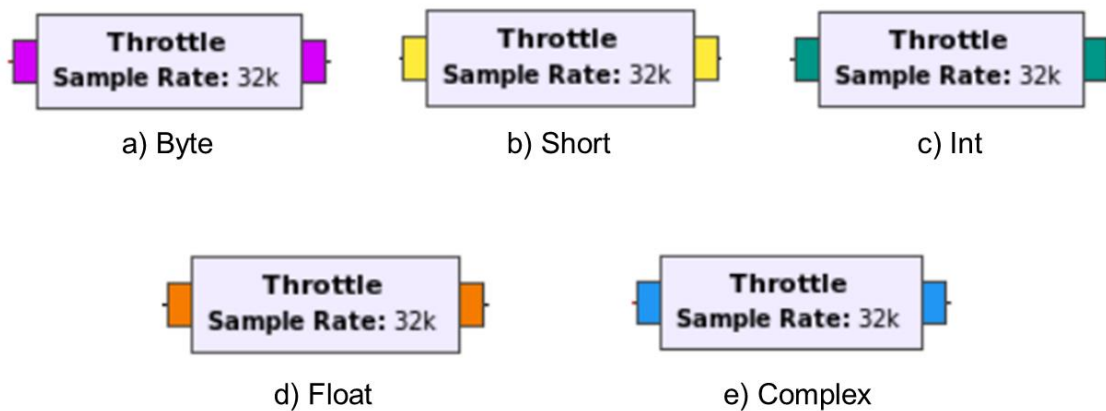 Throttle
Sample Rate: 32k
a) Byte
Throttle
Sample Rate: 32k
b) Short
Throttle
Sample Rate: 32k
c) Int
Throttle
Sample Rate: 32k
d) Float
Throttle
Sample Rate: 32k
e) Complex